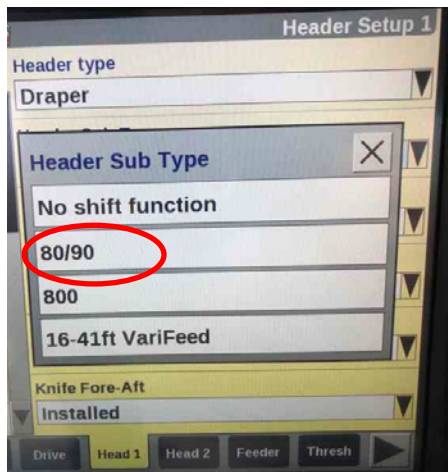 Header Setup 1
Header type
Draper
Header Sub Type
No shift function
80/90
800
16-41ft VariFeed
Knife Fore-Aft
Installed
Drive Head 1 Head 2 Feeder Thresh